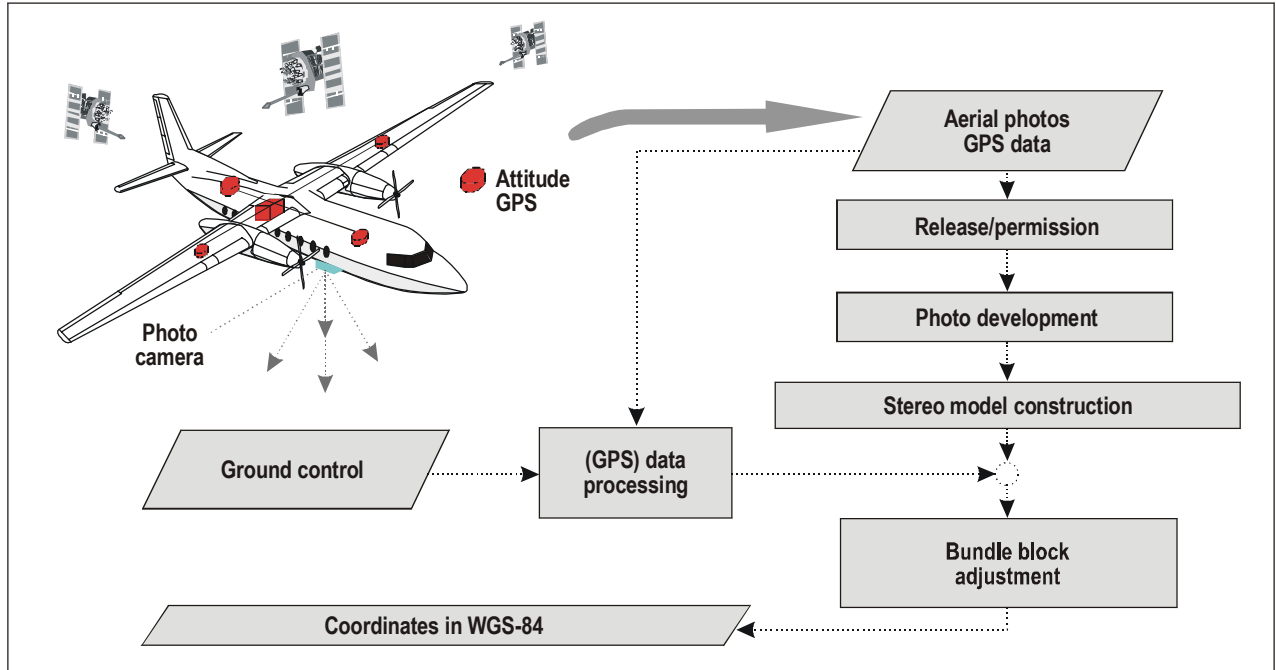 Attitude
GPS
Photo
camera
Aerial photos
GPS data
Release/permission
Photo development
Stereo model construction
Ground control
(GPS) data
processing
Bundle block
adjustment
Coordinates in WGS-84